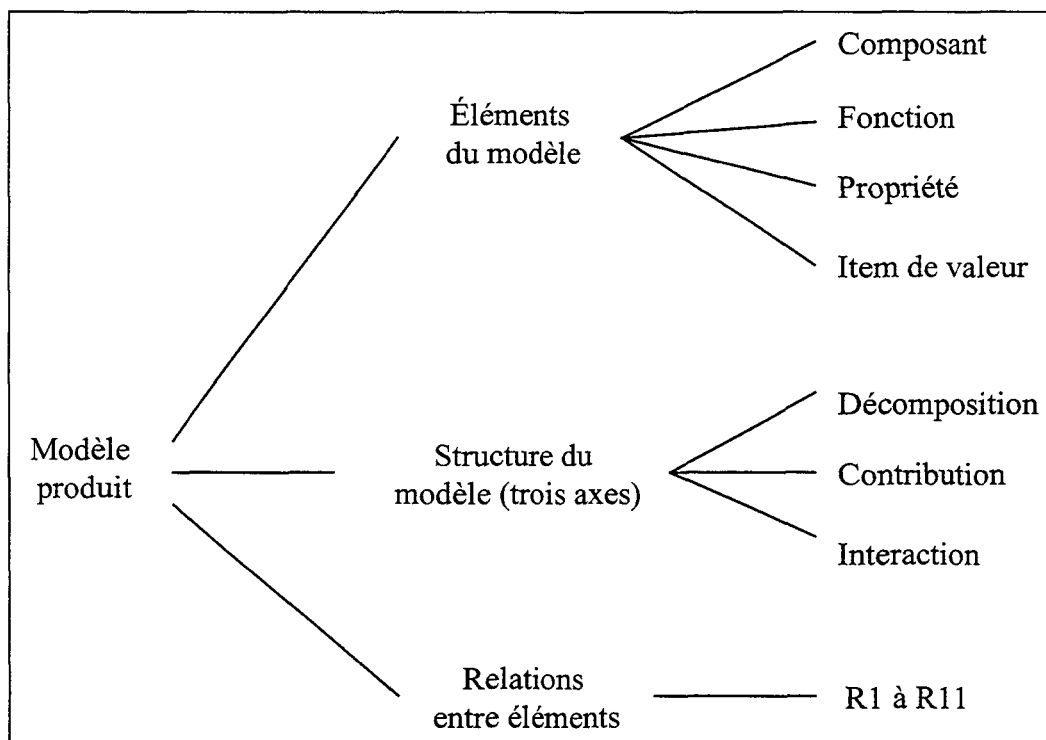 Composant
Éléments
du modèle
Fonction
Propriété
Item de valeur
Modèle
produit
Structure du
modèle (trois axes)
Décomposition
Contribution
Interaction
Relations
entre éléments
R1 à R11